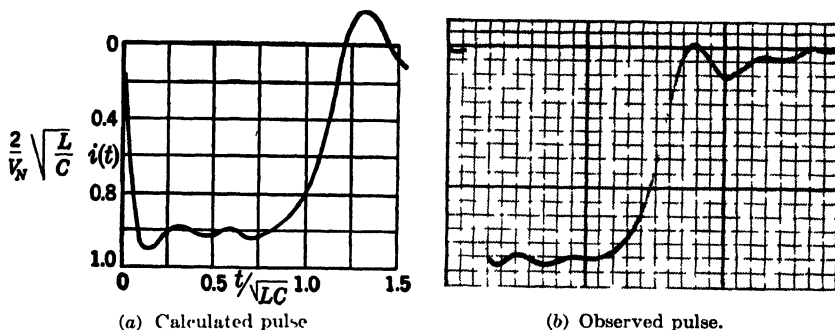 0
0.4
2/V_N √(L/C) i(t)
0.8
1.0
0 0.5 t/√LC 1.0 1.5
(a) Calculated pulse
(b) Observed pulse.